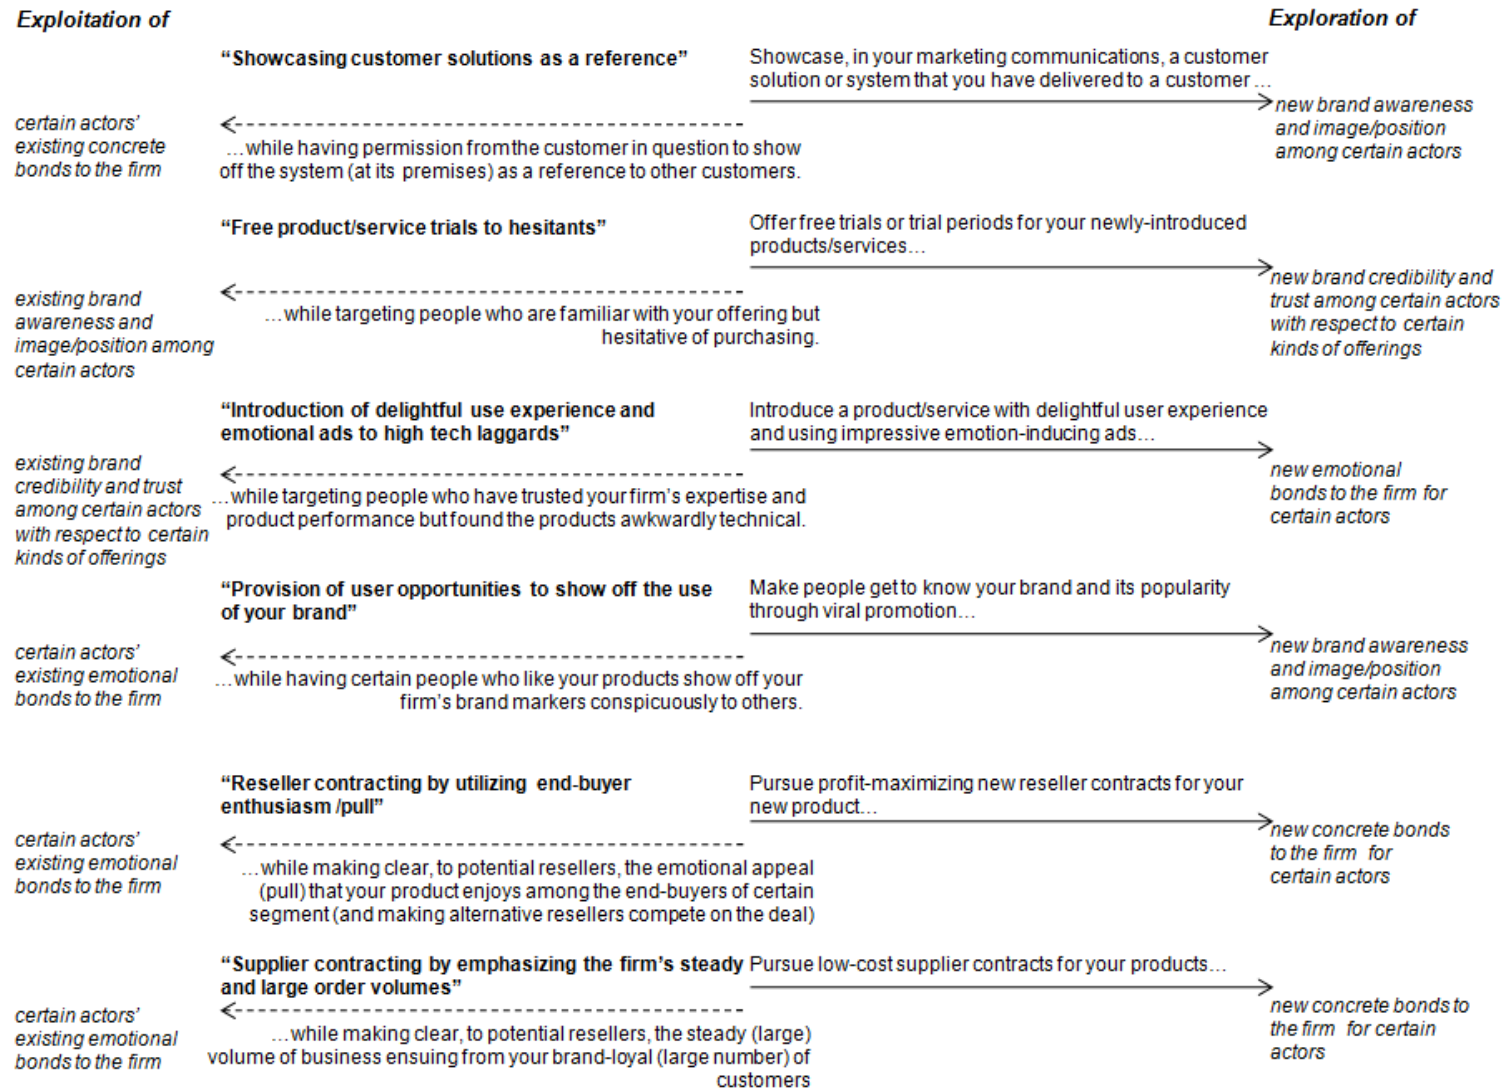 Exploitation of
Exploration of
“Showcasing customer solutions as a reference”
Showcase, in your marketing communications, a customer
solution or system that you have delivered to a customer …
certain actors’
existing concrete
bonds to the firm
…while having permission from the customer in question to show
off the system (at its premises) as a reference to other customers.
new brand awareness
and image/position
among certain actors
“Free product/service trials to hesitants”
Offer free trials or trial periods for your newly-introduced
products/services…
existing brand
awareness and
image/position among
certain actors
…while targeting people who are familiar with your offering but
hesitative of purchasing.
new brand credibility and
trust among certain actors
with respect to certain
kinds of offerings
“Introduction of delightful use experience and
emotional ads to high tech laggards”
Introduce a product/service with delightful user experience
and using impressive emotion-inducing ads…
existing brand
credibility and trust
among certain actors
with respect to certain
kinds of offerings
…while targeting people who have trusted your firm’s expertise and
product performance but found the products awkwardly technical.
new emotional
bonds to the firm for
certain actors
“Provision of user opportunities to show off the use
of your brand”
Make people get to know your brand and its popularity
through viral promotion…
certain actors’
existing emotional
bonds to the firm
…while having certain people who like your products show off your
firm’s brand markers conspicuously to others.
new brand awareness
and image/position
among certain actors
“Reseller contracting by utilizing end-buyer
enthusiasm /pull”
Pursue profit-maximizing new reseller contracts for your
new product…
certain actors’
existing emotional
bonds to the firm
…while making clear, to potential resellers, the emotional appeal
(pull) that your product enjoys among the end-buyers of certain
segment (and making alternative resellers compete on the deal)
new concrete bonds
to the firm for
certain actors
“Supplier contracting by emphasizing the firm’s steady
and large order volumes”
Pursue low-cost supplier contracts for your products…
certain actors’
existing emotional
bonds to the firm
…while making clear, to potential resellers, the steady (large)
volume of business ensuing from your brand-loyal (large number) of
customers
new concrete bonds to
the firm for certain
actors